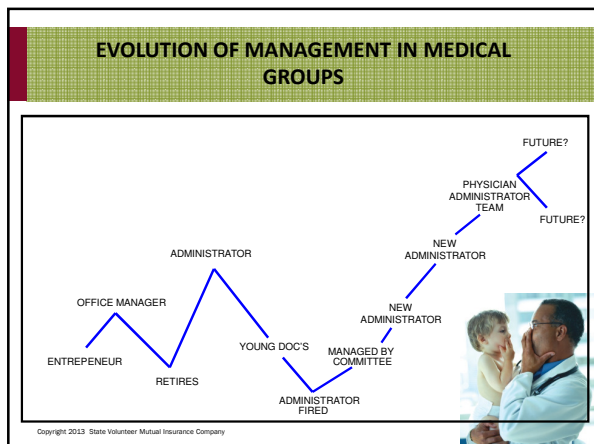 EVOLUTION OF MANAGEMENT IN MEDICAL
GROUPS
ENTREPENEUR
OFFICE MANAGER
RETIRES
ADMINISTRATOR
YOUNG DOC'S
ADMINISTRATOR
FIRED
MANAGED BY
COMMITTEE
NEW
ADMINISTRATOR
NEW
ADMINISTRATOR
PHYSICIAN
ADMINISTRATOR
TEAM
FUTURE?
FUTURE?
Copyright 2013 State Volunteer Mutual Insurance Company